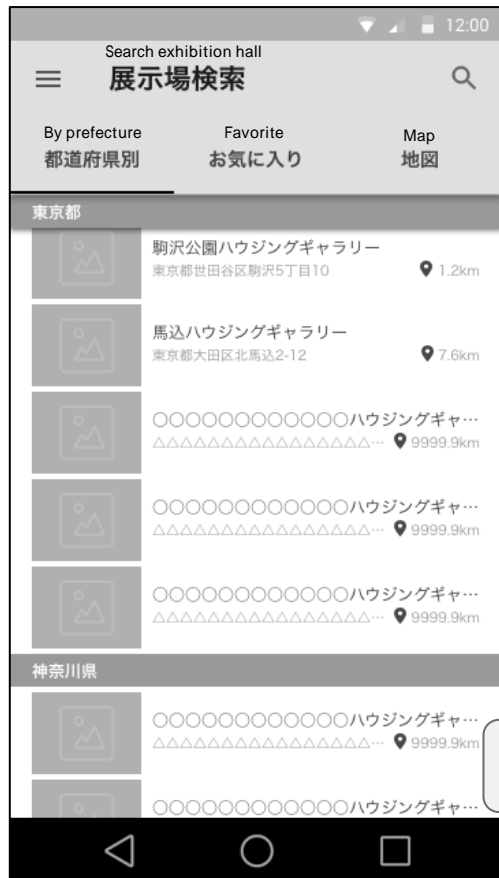 12:00
Search exhibition hall
展示場検索
By prefecture Favorite Map
都道府県別 お気に入り 地図
東京都
駒沢公園ハウジングギャラリー
東京都世田谷区駒沢5丁目10 1.2km
馬込ハウジングギャラリー
東京都大田区北馬込2-12 7.6km
○○○○○○○○○○○○ハウジングギャ…
△△△△△△△△△△△△△△△△… 9999.9km
○○○○○○○○○○○○ハウジングギャ…
△△△△△△△△△△△△△△△△… 9999.9km
○○○○○○○○○○○○ハウジングギャ…
△△△△△△△△△△△△△△△△… 9999.9km
神奈川県
○○○○○○○○○○○○ハウジングギャ…
△△△△△△△△△△△△△△△△… 9999.9km
○○○○○○○○○○○○ハウジングギャ…